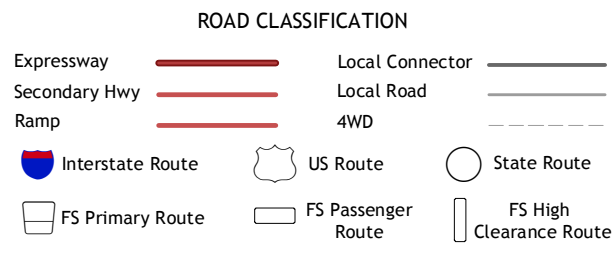 ROAD CLASSIFICATION
Expressway
Local Connector
Secondary Hwy
Local Road
Ramp
4WD
Interstate Route
US Route
State Route
FS Primary Route
FS Passenger
Route
FS High
Clearance Route